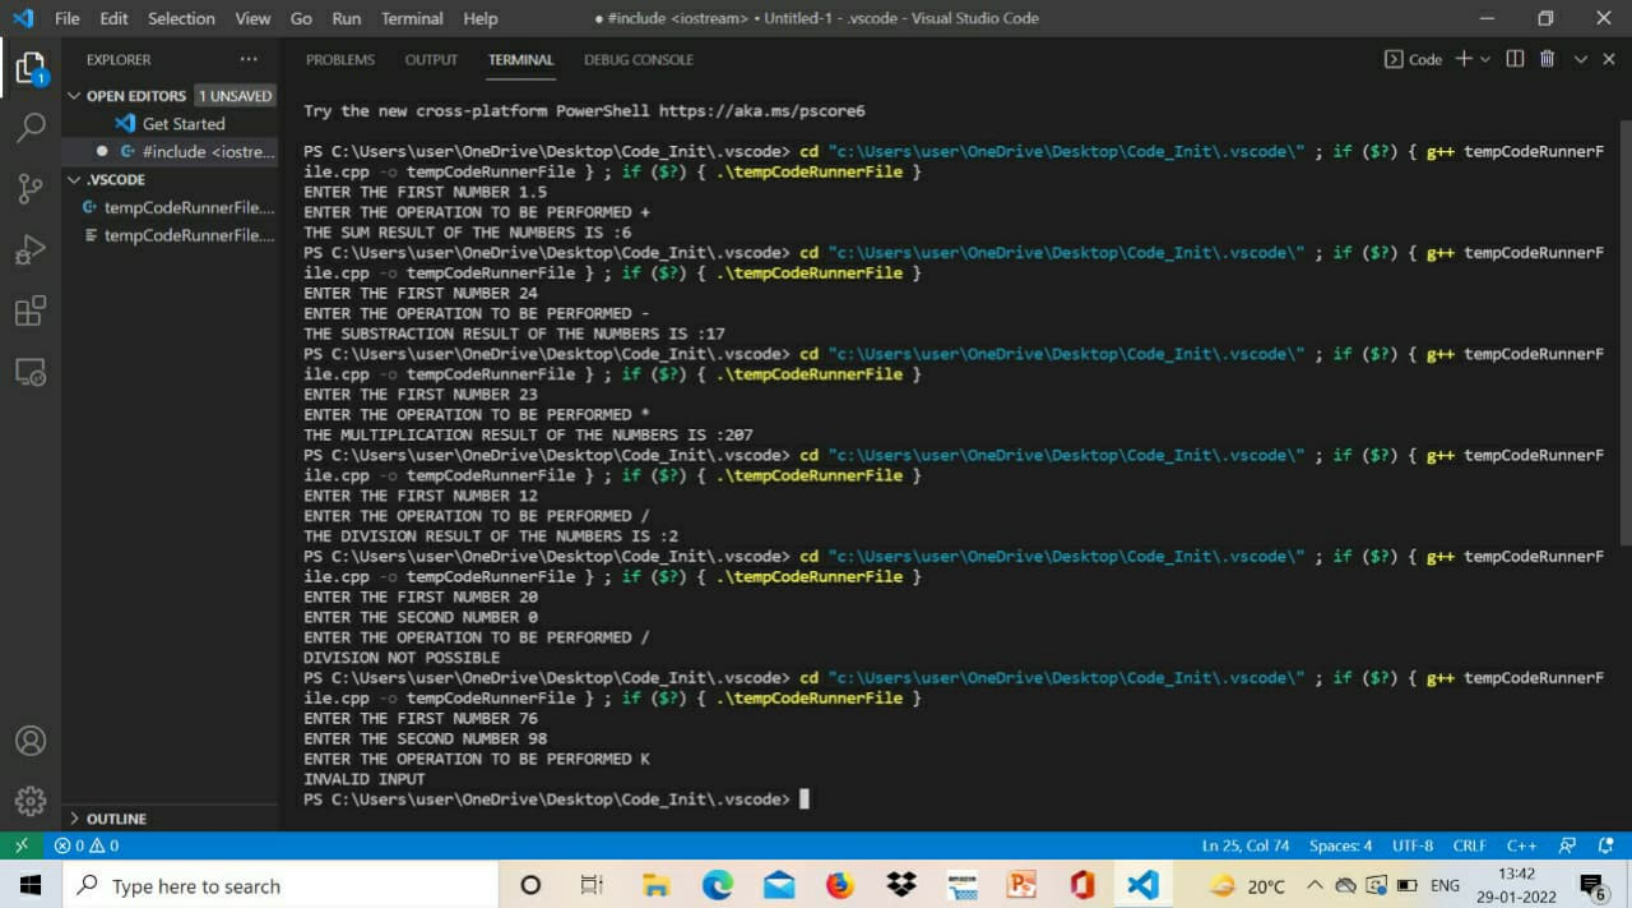 File Edit Selection View Go Run Terminal Help ● #include <iostream> • Untitled-1 - .vscode - Visual Studio Code
EXPLORER ···
PROBLEMS OUTPUT TERMINAL DEBUG CONSOLE
Code
OPEN EDITORS 1 UNSAVED
Get Started
#include <iostre...
.VSCODE
tempCodeRunnerFile....
tempCodeRunnerFile....
OUTLINE
Try the new cross-platform PowerShell https://aka.ms/pscore6
PS C:\Users\user\OneDrive\Desktop\Code_Init\.vscode> cd "c:\Users\user\OneDrive\Desktop\Code_Init\.vscode\" ; if ($?) { g++ tempCodeRunnerF
ile.cpp -o tempCodeRunnerFile } ; if ($?) { .\tempCodeRunnerFile }
ENTER THE FIRST NUMBER 1.5
ENTER THE OPERATION TO BE PERFORMED +
THE SUM RESULT OF THE NUMBERS IS :6
PS C:\Users\user\OneDrive\Desktop\Code_Init\.vscode> cd "c:\Users\user\OneDrive\Desktop\Code_Init\.vscode\" ; if ($?) { g++ tempCodeRunnerF
ile.cpp -o tempCodeRunnerFile } ; if ($?) { .\tempCodeRunnerFile }
ENTER THE FIRST NUMBER 24
ENTER THE OPERATION TO BE PERFORMED -
THE SUBSTRACTION RESULT OF THE NUMBERS IS :17
PS C:\Users\user\OneDrive\Desktop\Code_Init\.vscode> cd "c:\Users\user\OneDrive\Desktop\Code_Init\.vscode\" ; if ($?) { g++ tempCodeRunnerF
ile.cpp -o tempCodeRunnerFile } ; if ($?) { .\tempCodeRunnerFile }
ENTER THE FIRST NUMBER 23
ENTER THE OPERATION TO BE PERFORMED *
THE MULTIPLICATION RESULT OF THE NUMBERS IS :207
PS C:\Users\user\OneDrive\Desktop\Code_Init\.vscode> cd "c:\Users\user\OneDrive\Desktop\Code_Init\.vscode\" ; if ($?) { g++ tempCodeRunnerF
ile.cpp -o tempCodeRunnerFile } ; if ($?) { .\tempCodeRunnerFile }
ENTER THE FIRST NUMBER 12
ENTER THE OPERATION TO BE PERFORMED /
THE DIVISION RESULT OF THE NUMBERS IS :2
PS C:\Users\user\OneDrive\Desktop\Code_Init\.vscode> cd "c:\Users\user\OneDrive\Desktop\Code_Init\.vscode\" ; if ($?) { g++ tempCodeRunnerF
ile.cpp -o tempCodeRunnerFile } ; if ($?) { .\tempCodeRunnerFile }
ENTER THE FIRST NUMBER 20
ENTER THE SECOND NUMBER 0
ENTER THE OPERATION TO BE PERFORMED /
DIVISION NOT POSSIBLE
PS C:\Users\user\OneDrive\Desktop\Code_Init\.vscode> cd "c:\Users\user\OneDrive\Desktop\Code_Init\.vscode\" ; if ($?) { g++ tempCodeRunnerF
ile.cpp -o tempCodeRunnerFile } ; if ($?) { .\tempCodeRunnerFile }
ENTER THE FIRST NUMBER 76
ENTER THE SECOND NUMBER 98
ENTER THE OPERATION TO BE PERFORMED K
INVALID INPUT
PS C:\Users\user\OneDrive\Desktop\Code_Init\.vscode>
0 0 Ln 25, Col 74 Spaces: 4 UTF-8 CRLF C++
Type here to search 20°C ENG 13:42
29-01-2022
6